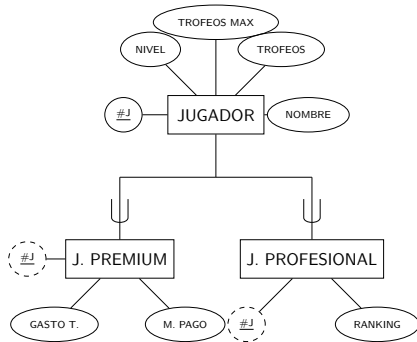 TROFEOS MAX
NIVEL
TROFEOS
#J
JUGADOR
NOMBRE
#J
J. PREMIUM
J. PROFESIONAL
GASTO T.
M. PAGO
#J
RANKING